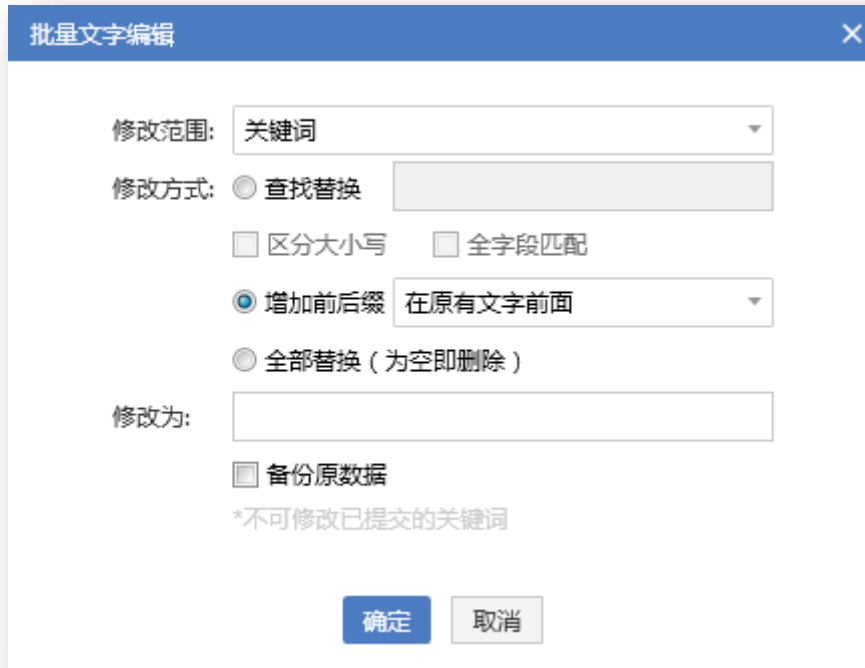 批量文字编辑
修改范围: 关键词
修改方式: 查找替换
区分大小写 全字段匹配
增加前后缀 在原有文字前面
全部替换 ( 为空即删除 )
修改为:
备份原数据
*不可修改已提交的关键词
确定 取消